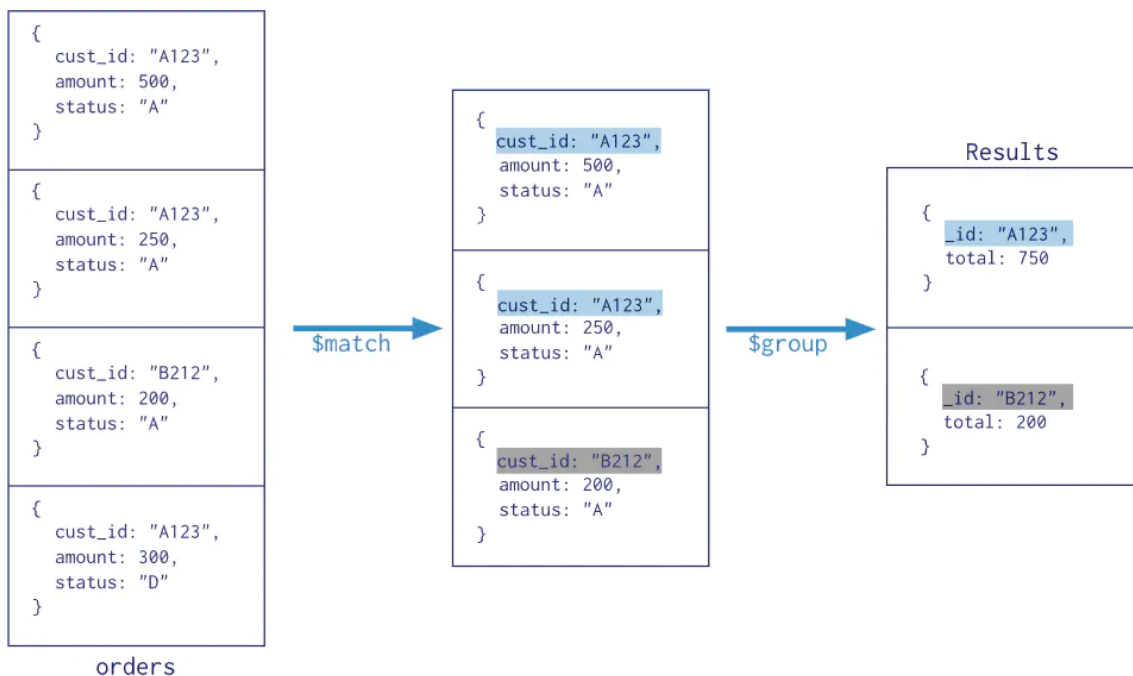 {
cust_id: "A123",
amount: 500,
status: "A"
}
{
cust_id: "A123",
amount: 250,
status: "A"
}
{
cust_id: "B212",
amount: 200,
status: "A"
}
{
cust_id: "A123",
amount: 300,
status: "D"
}
orders
$match
{
cust_id: "A123",
amount: 500,
status: "A"
}
{
cust_id: "A123",
amount: 250,
status: "A"
}
{
cust_id: "B212",
amount: 200,
status: "A"
}
$group
Results
{
_id: "A123",
total: 750
}
{
_id: "B212",
total: 200
}